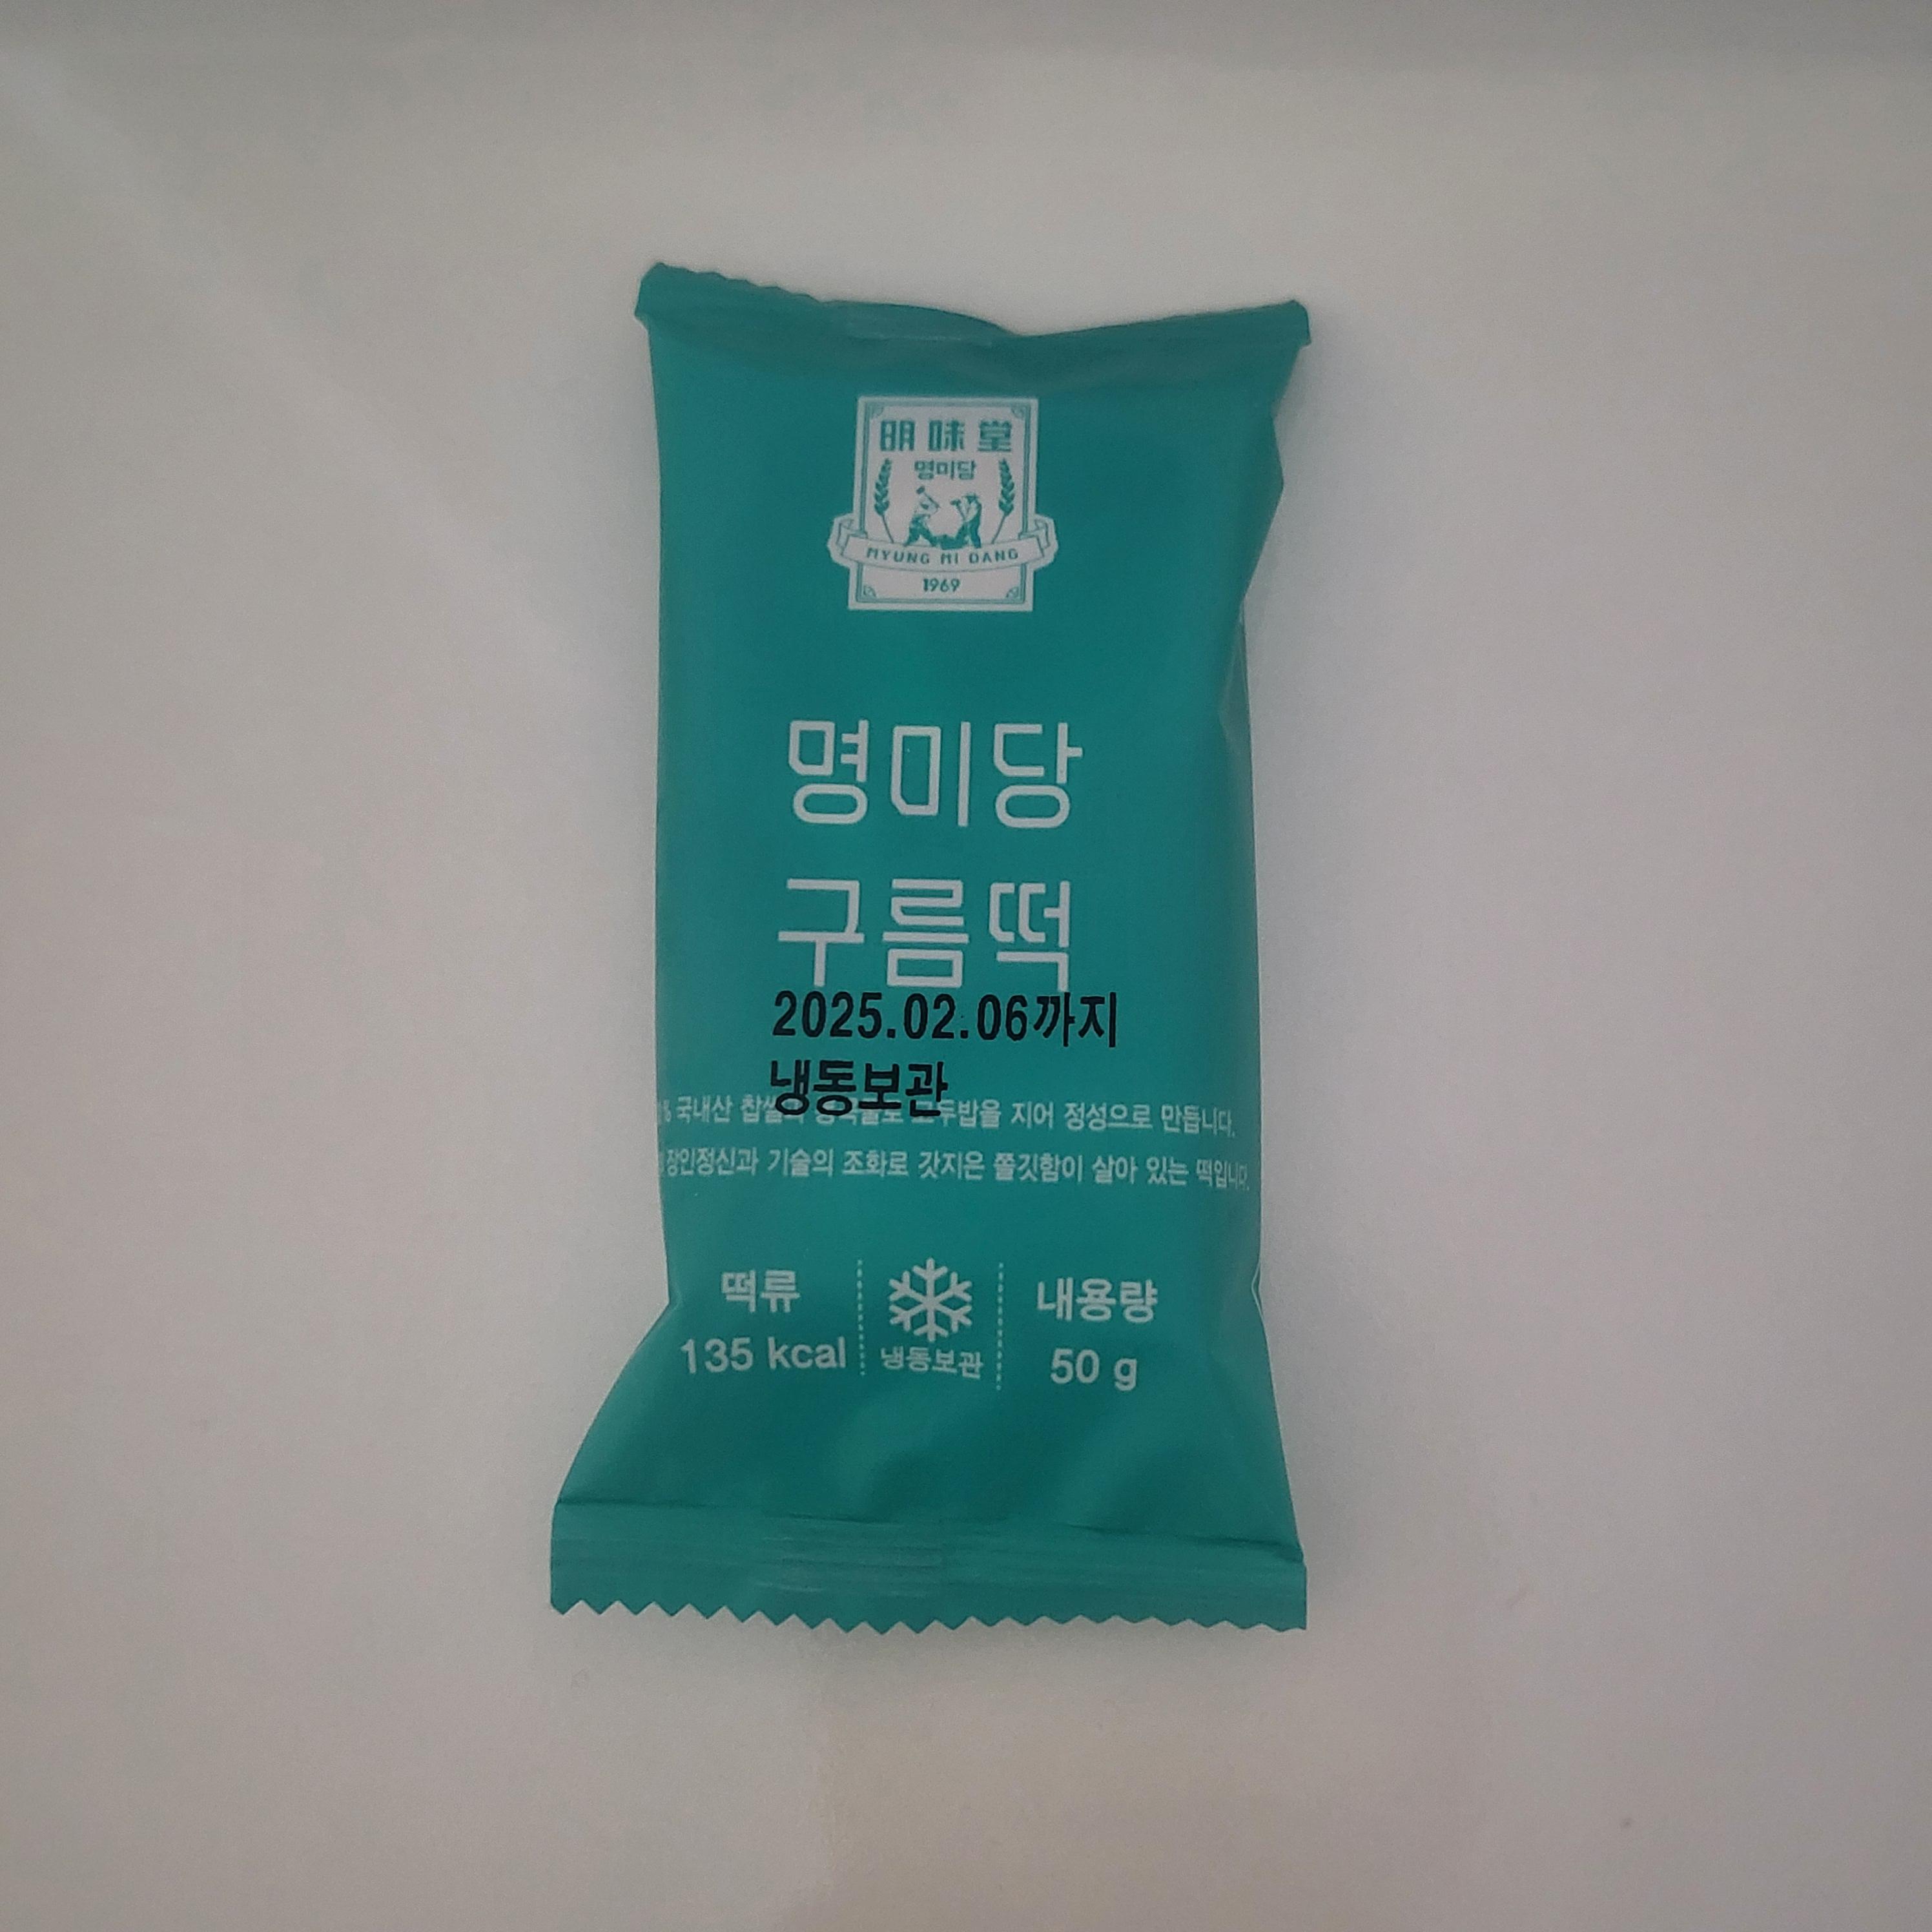 明味堂
명미당
MYUNG MI DANG
1969
명미당
구름떡
2025.02.06까지
냉동보관
국내산 찹쌀과 지어 정성으로 만듭니다.
장인정신과 기술의 조화로 갖지은 쫄깃함이 살아 있는 떡입니다.
떡류
135 kcal
냉동보관
내용량
50 g